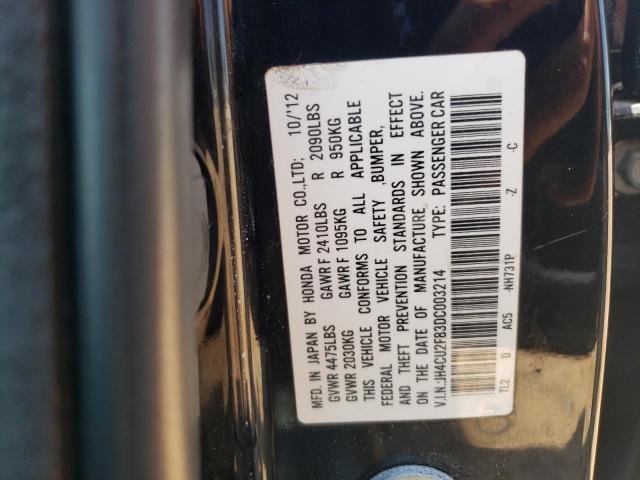 MFD. IN JAPAN BY HONDA MOTOR CO.,LTD; 10/'12
GVWR 4475LBS GAWR F 2410LBS R 2090LBS
GVWR 2030KG GAWR F 1095KG R 950KG
THIS VEHICLE CONFORMS TO ALL APPLICABLE
FEDERAL MOTOR VEHICLE SAFETY ,BUMPER,
AND THEFT PREVENTION STANDARDS IN EFFECT
ON THE DATE OF MANUFACTURE SHOWN ABOVE.
V.I.N.:JH4CU2F83DC003214 TYPE: PASSENGER CAR
TL2 D AC5 -NH731P -Z -C